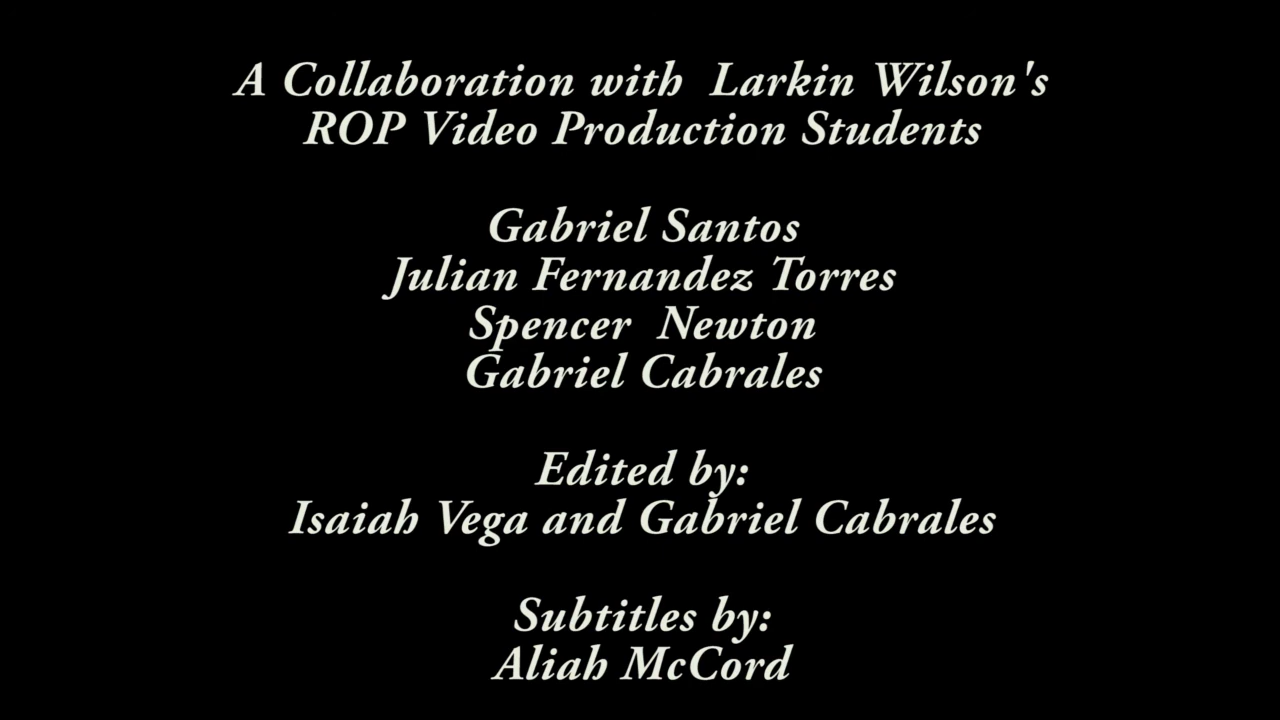 A Collaboration with  Larkin Wilson's
ROP Video Production Students
Gabriel Santos
Julian Fernandez Torres
Spencer  Newton
Gabriel Cabrales
Edited by:
Isaiah Vega and Gabriel Cabrales
Subtitles by:
Aliah McCord